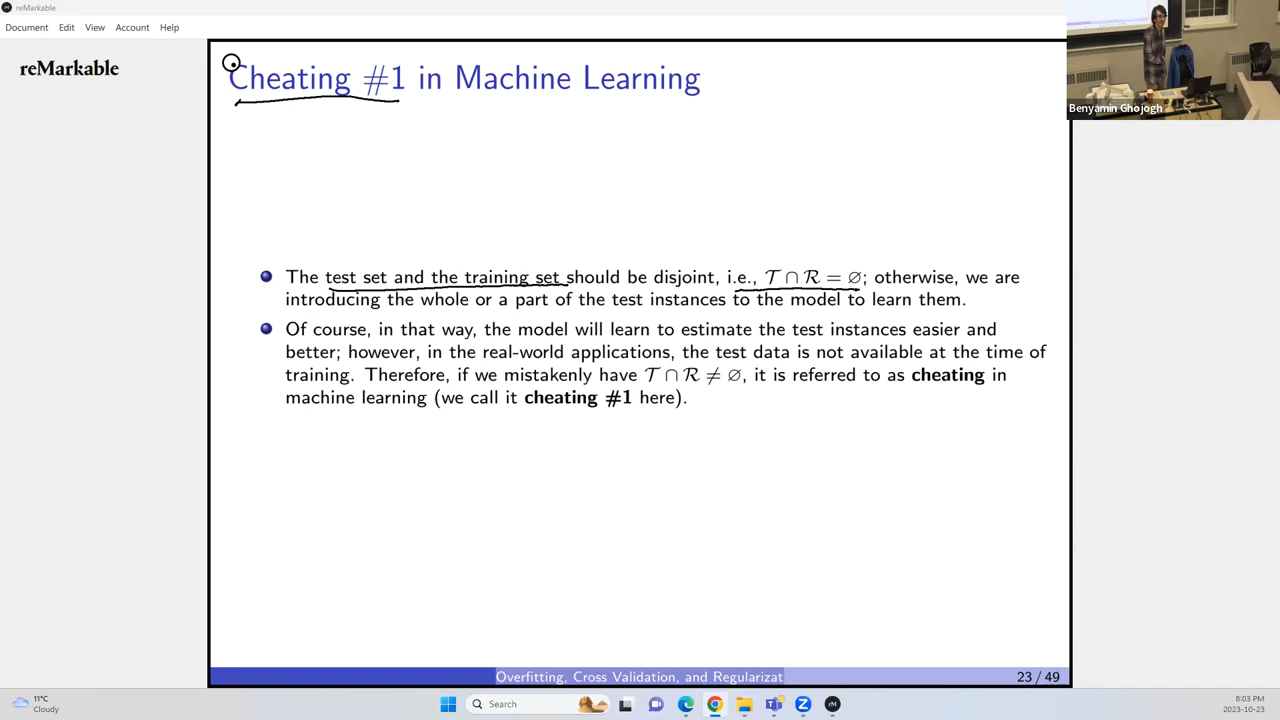 reMarkable
Document Edit View Account Help
reMarkable
Cheating #1 in Machine Learning
Benyamin Ghojogh
The test set and the training set should be disjoint, i.e., 𝒯 ∩ ℛ = ∅; otherwise, we are
introducing the whole or a part of the test instances to the model to learn them.
Of course, in that way, the model will learn to estimate the test instances easier and
better; however, in the real-world applications, the test data is not available at the time of
training. Therefore, if we mistakenly have 𝒯 ∩ ℛ ≠ ∅, it is referred to as cheating in
machine learning (we call it cheating #1 here).
Overfitting, Cross Validation, and Regularizat 23 / 49
11°C
Cloudy
Search
rM
8:03 PM
2023-10-23